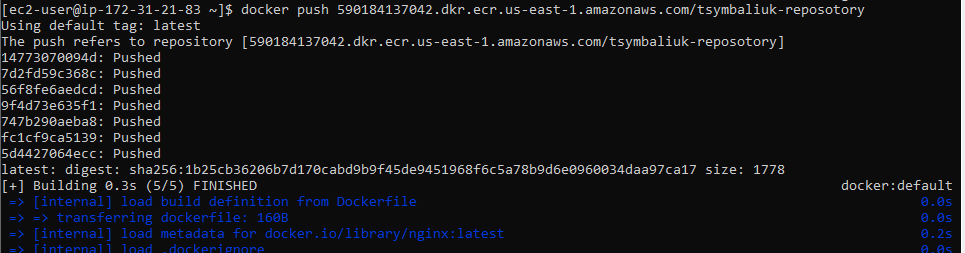 [ec2-user@ip-172-31-21-83 ~]$ docker push 590184137042.dkr.ecr.us-east-1.amazonaws.com/tsymbaliuk-reposotory
Using default tag: latest
The push refers to repository [590184137042.dkr.ecr.us-east-1.amazonaws.com/tsymbaliuk-reposotory]
14773070094d: Pushed
7d2fd59c368c: Pushed
56f8fe6aedcd: Pushed
9f4d73e635f1: Pushed
747b290aeba8: Pushed
fc1cf9ca5139: Pushed
5d4427064ecc: Pushed
latest: digest: sha256:1b25cb36206b7d170cabd9b9f45de9451968f6c5a78b9d6e0960034daa97ca17 size: 1778
[+] Building 0.3s (5/5) FINISHED docker:default
=> [internal] load build definition from Dockerfile 0.0s
=> => transferring dockerfile: 160B 0.0s
=> [internal] load metadata for docker.io/library/nginx:latest 0.2s
=> [internal] load .dockerignore 0.0s